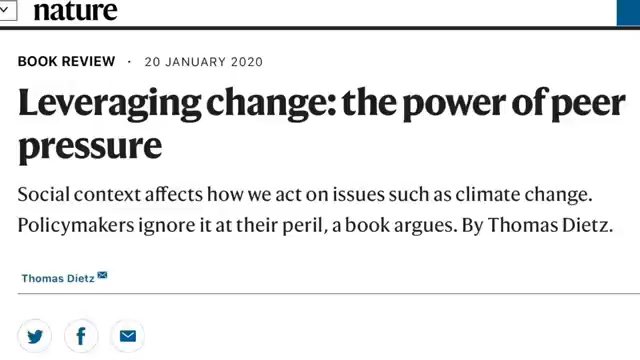 nature
BOOK REVIEW · 20 JANUARY 2020
Leveraging change: the power of peer
pressure
Social context affects how we act on issues such as climate change.
Policymakers ignore it at their peril, a book argues. By Thomas Dietz.
Thomas Dietz